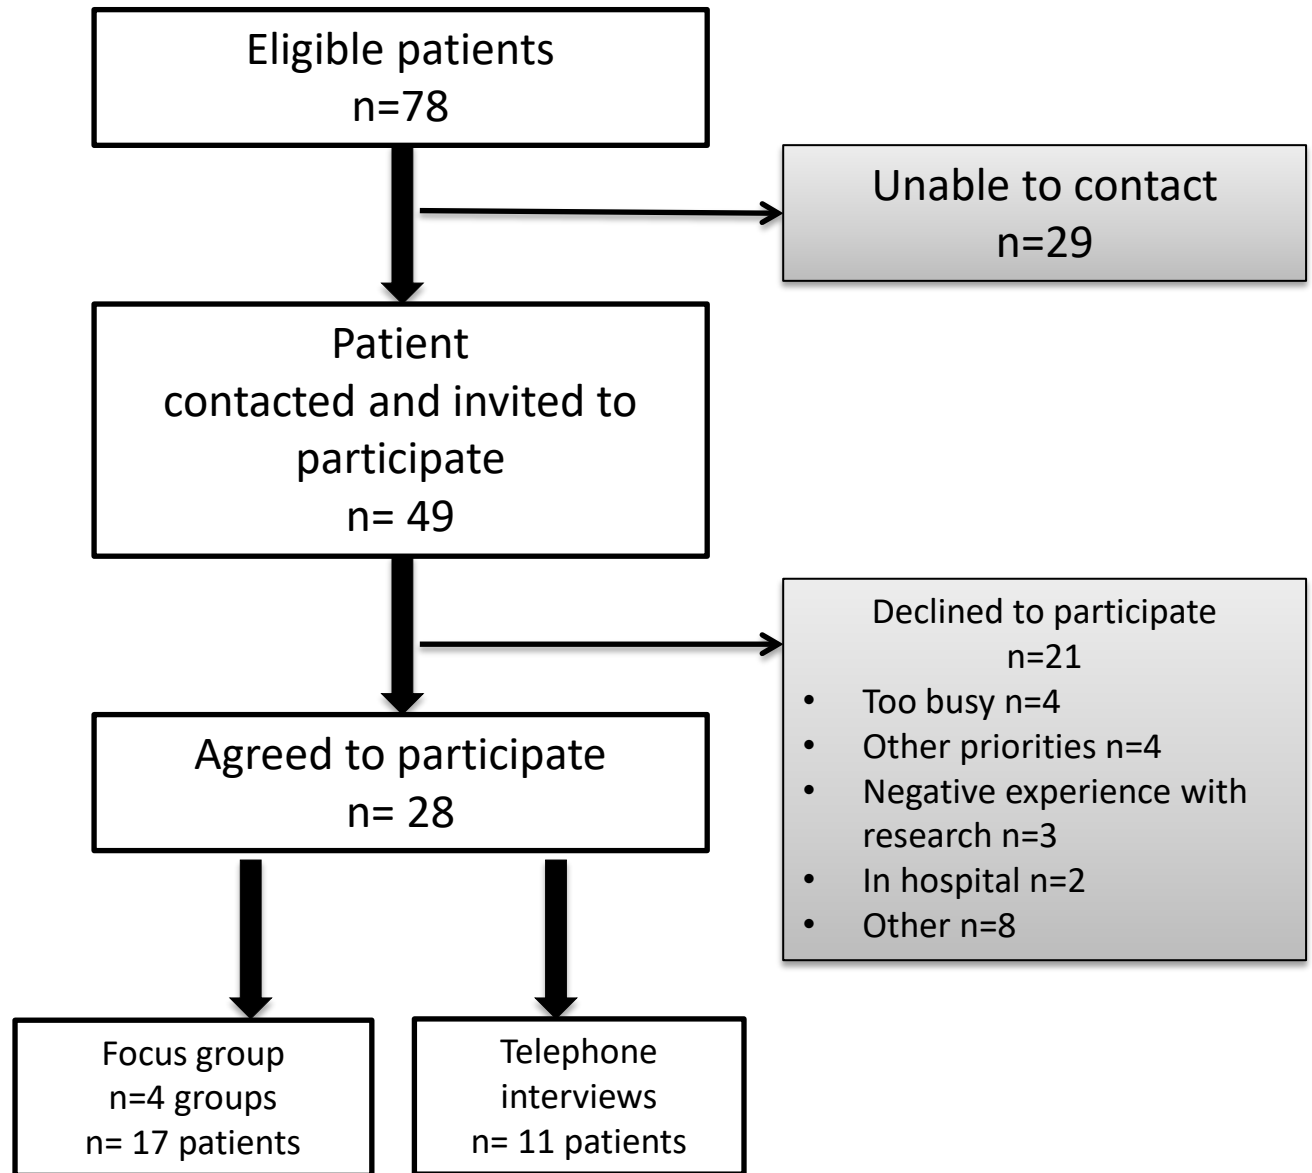 Eligible patients
n=78
Unable to contact
n=29
Patient
contacted and invited to
participate
n= 49
Declined to participate
n=21
• Too busy n=4
• Other priorities n=4
• Negative experience with
research n=3
• In hospital n=2
• Other n=8
Agreed to participate
n= 28
Focus group
n=4 groups
n= 17 patients
Telephone
interviews
n= 11 patients